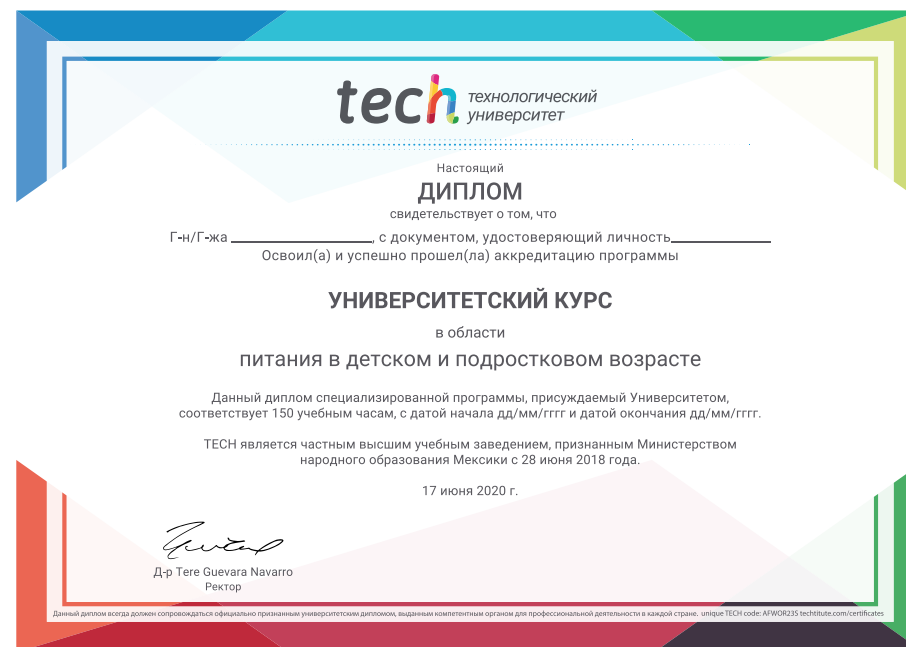 tech технологический
университет
Настоящий
ДИПЛОМ
свидетельствует о том, что
Г-н/Г-жа ________________, с документом, удостоверяющий личность____________
Освоил(а) и успешно прошел(ла) аккредитацию программы
УНИВЕРСИТЕТСКИЙ КУРС
в области
питания в детском и подростковом возрасте
Данный диплом специализированной программы, присуждаемый Университетом,
соответствует 150 учебным часам, с датой начала дд/мм/гггг и датой окончания дд/мм/гггг.
TECH является частным высшим учебным заведением, признанным Министерством
народного образования Мексики с 28 июня 2018 года.
17 июня 2020 г.
Д-р Tere Guevara Navarro
Ректор
Данный диплом всегда должен сопровождаться официально признанным университетским дипломом, выданным компетентным органом для профессиональной деятельности в каждой стране. unique TECH code: AFWOR23S techtitute.com/certificates